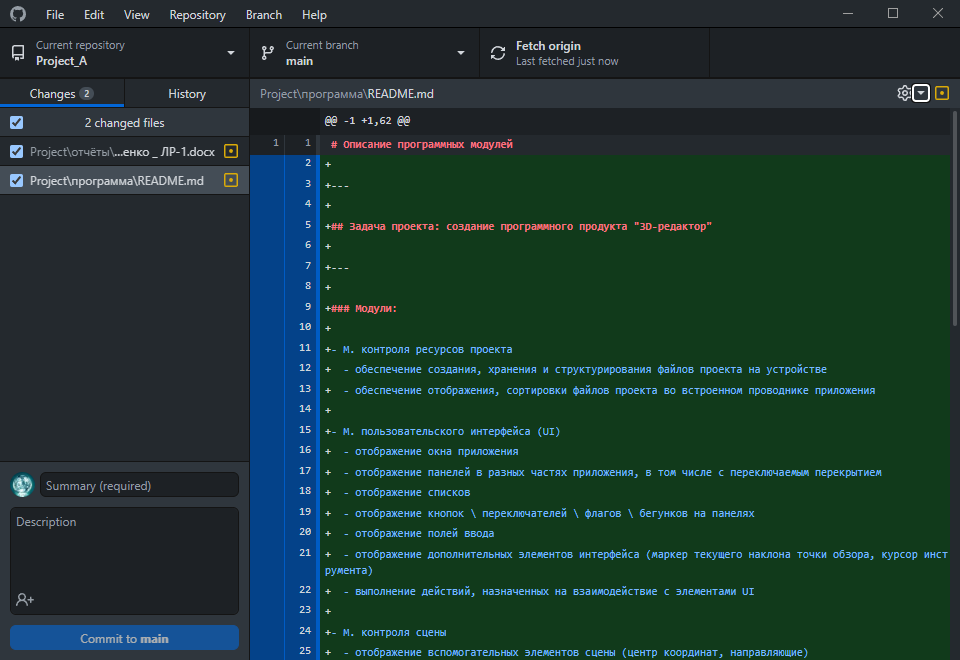 File Edit View Repository Branch Help
Current repository
Project_A
Current branch
main
Fetch origin
Last fetched just now
Changes 2
History
2 changed files
Project\отчёты\...енко _ ЛР-1.docx
Project\программа\README.md
Summary (required)
Description
Commit to main
Project\программа\README.md
@@ -1 +1,62 @@
1 1 # Описание программных модулей
2 +
3 +---
4 +
5 +## Задача проекта: создание программного продукта "3D-редактор"
6 +
7 +---
8 +
9 +### Модули:
10 +
11 +- М. контроля ресурсов проекта
12 +  - обеспечение создания, хранения и структурирования файлов проекта на устройстве
13 +  - обеспечение отображения, сортировки файлов проекта во встроенном проводнике приложения
14 +
15 +- М. пользовательского интерфейса (UI)
16 +  - отображение окна приложения
17 +  - отображение панелей в разных частях приложения, в том числе с переключаемым перекрытием
18 +  - отображение списков
19 +  - отображение кнопок \ переключателей \ флагов \ бегунков на панелях
20 +  - отображение полей ввода
21 +  - отображение дополнительных элементов интерфейса (маркер текущего наклона точки обзора, курсор инст
румента)
22 +  - выполнение действий, назначенных на взаимодействие с элементами UI
23 +
24 +- М. контроля сцены
25 +  - отображение вспомогательных элементов сцены (центр координат, направляющие)